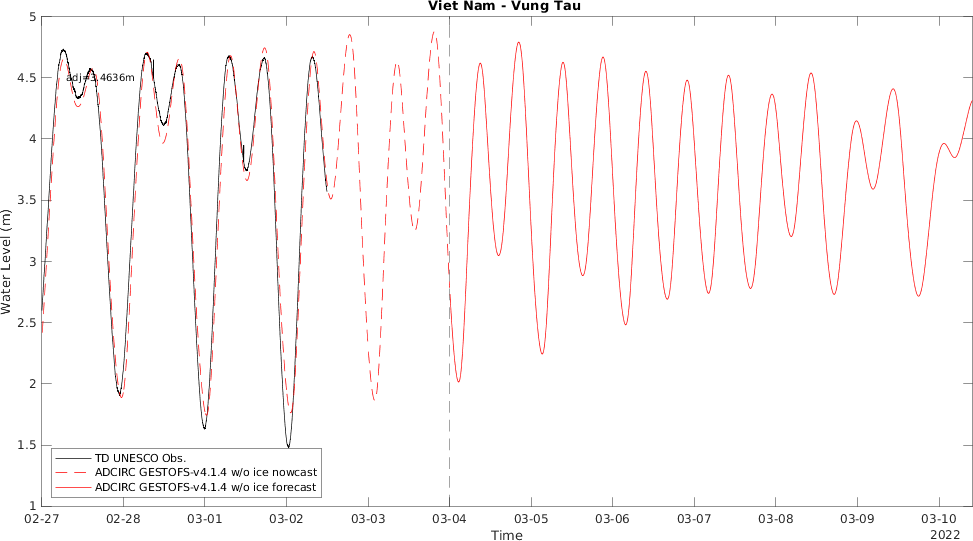 Viet Nam - Vung Tau
5
4.5
4
3.5
3
2.5
2
1.5
1
Water Level (m)
adj=3.4636m
TD UNESCO Obs.
ADCIRC GESTOFS-v4.1.4 w/o ice nowcast
ADCIRC GESTOFS-v4.1.4 w/o ice forecast
02-27 02-28 03-01 03-02 03-03 03-04 03-05 03-06 03-07 03-08 03-09 03-10
Time
2022